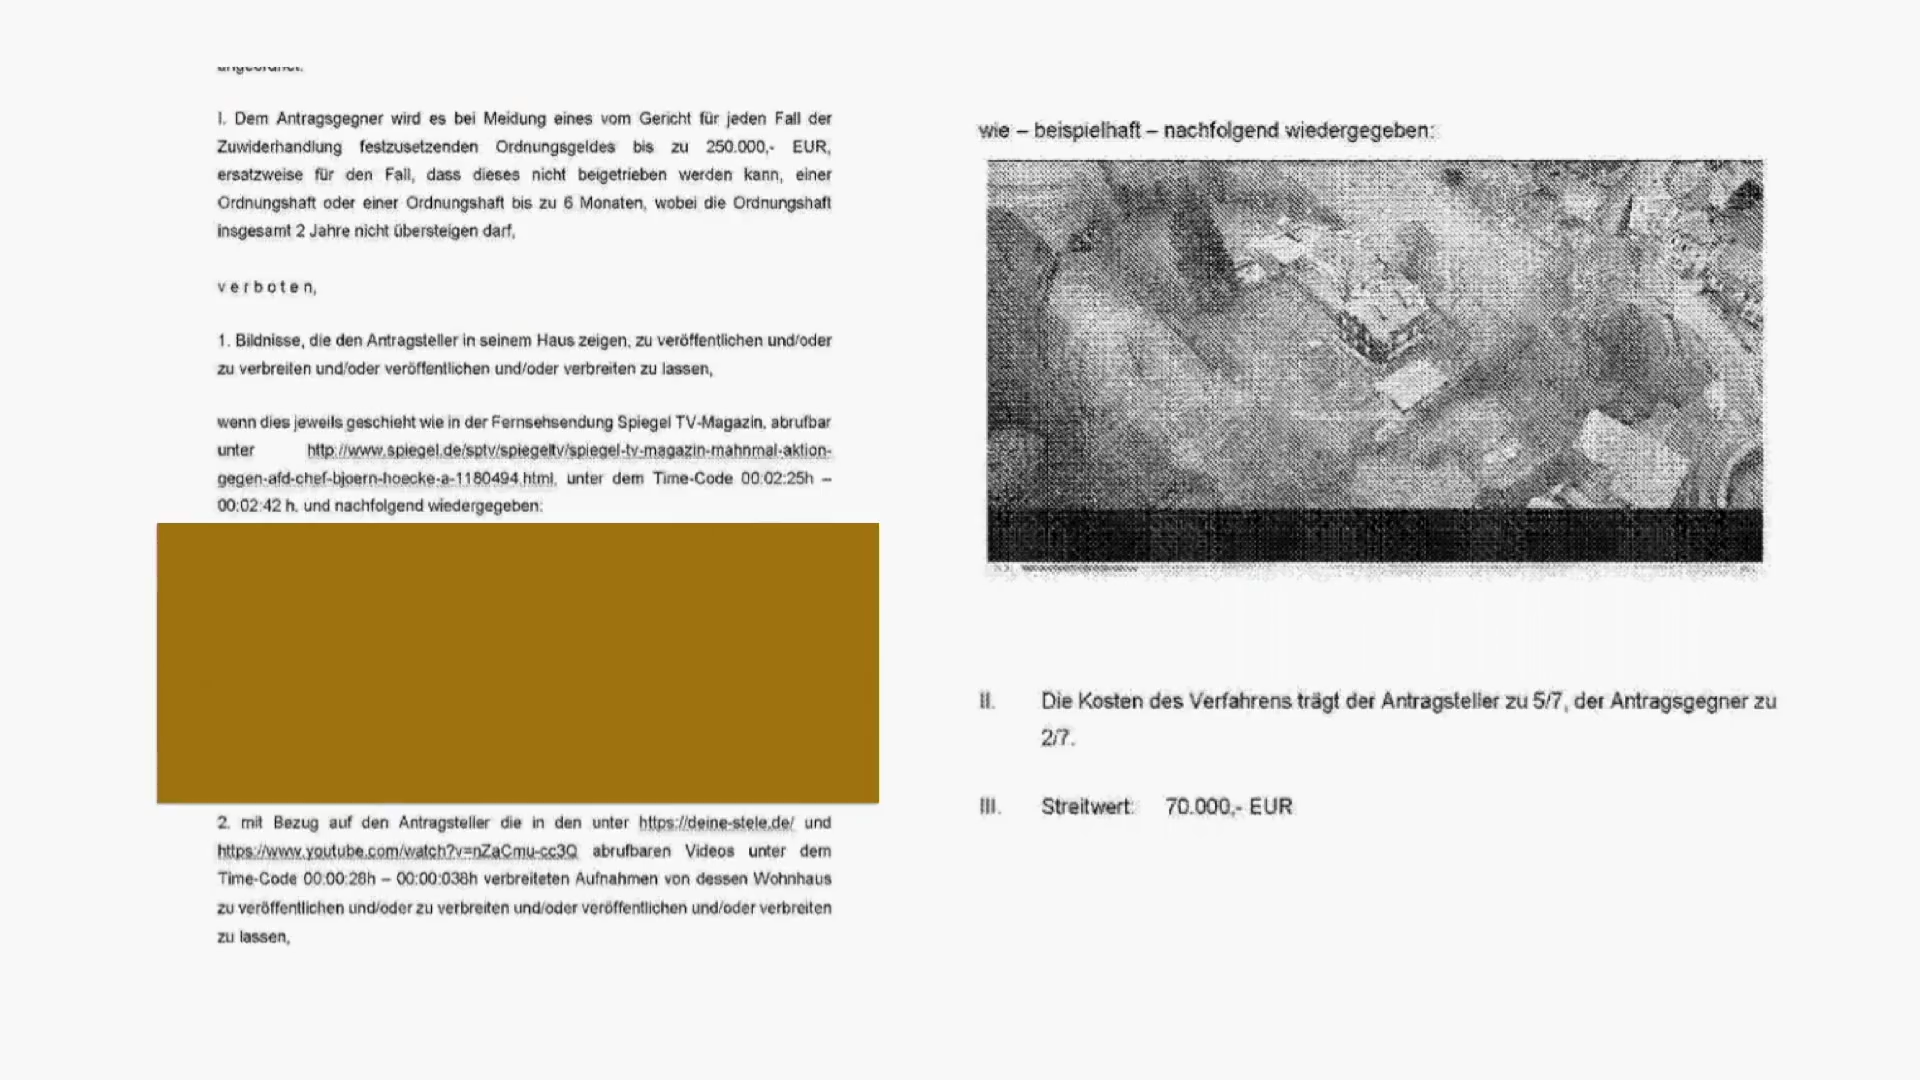 angeordnet:
I. Dem Antragsgegner wird es bei Meidung eines vom Gericht für jeden Fall der
Zuwiderhandlung festzusetzenden Ordnungsgeldes bis zu 250.000,- EUR,
ersatzweise für den Fall, dass dieses nicht beigetrieben werden kann, einer
Ordnungshaft oder einer Ordnungshaft bis zu 6 Monaten, wobei die Ordnungshaft
insgesamt 2 Jahre nicht übersteigen darf,
v e r b o t e n,
1. Bildnisse, die den Antragsteller in seinem Haus zeigen, zu veröffentlichen und/oder
zu verbreiten und/oder veröffentlichen und/oder verbreiten zu lassen,
wenn dies jeweils geschieht wie in der Fernsehsendung Spiegel TV-Magazin, abrufbar
unter http://www.spiegel.de/sptv/spiegeltv/spiegel-tv-magazin-mahnmal-aktion-
gegen-afd-chef-bjoern-hoecke-a-1180494.html, unter dem Time-Code 00:02:25h –
00:02:42 h, und nachfolgend wiedergegeben:
2. mit Bezug auf den Antragsteller die in den unter https://deine-stele.de/ und
https://www.youtube.com/watch?v=nZaCmu-cc3Q abrufbaren Videos unter dem
Time-Code 00:00:28h – 00:00:038h verbreiteten Aufnahmen von dessen Wohnhaus
zu veröffentlichen und/oder zu verbreiten und/oder veröffentlichen und/oder verbreiten
zu lassen,
wie – beispielhaft – nachfolgend wiedergegeben:
II. Die Kosten des Verfahrens trägt der Antragsteller zu 5/7, der Antragsgegner zu
2/7.
III. Streitwert: 70.000,- EUR